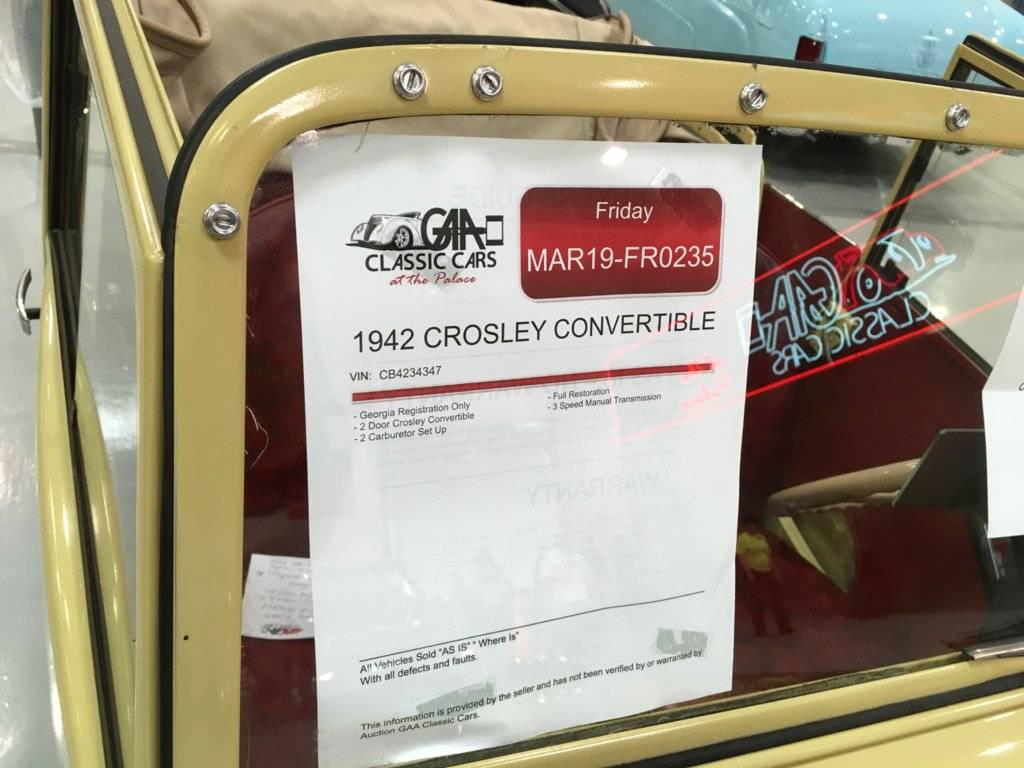 GAA
CLASSIC CARS
at the Palace
Friday
MAR19-FR0235
1942 CROSLEY CONVERTIBLE
VIN: CB4234347
- Georgia Registration Only
- 2 Door Crosley Convertible
- 2 Carburetor Set Up
- Full Restoration
- 3 Speed Manual Transmission
WARRANTY
All Vehicles Sold "AS IS" " Where Is"
With all defects and faults.
This information is provided by the seller and has not been verified by or warranted by
Auction GAA Classic Cars.
GAA
CLASSIC CARS